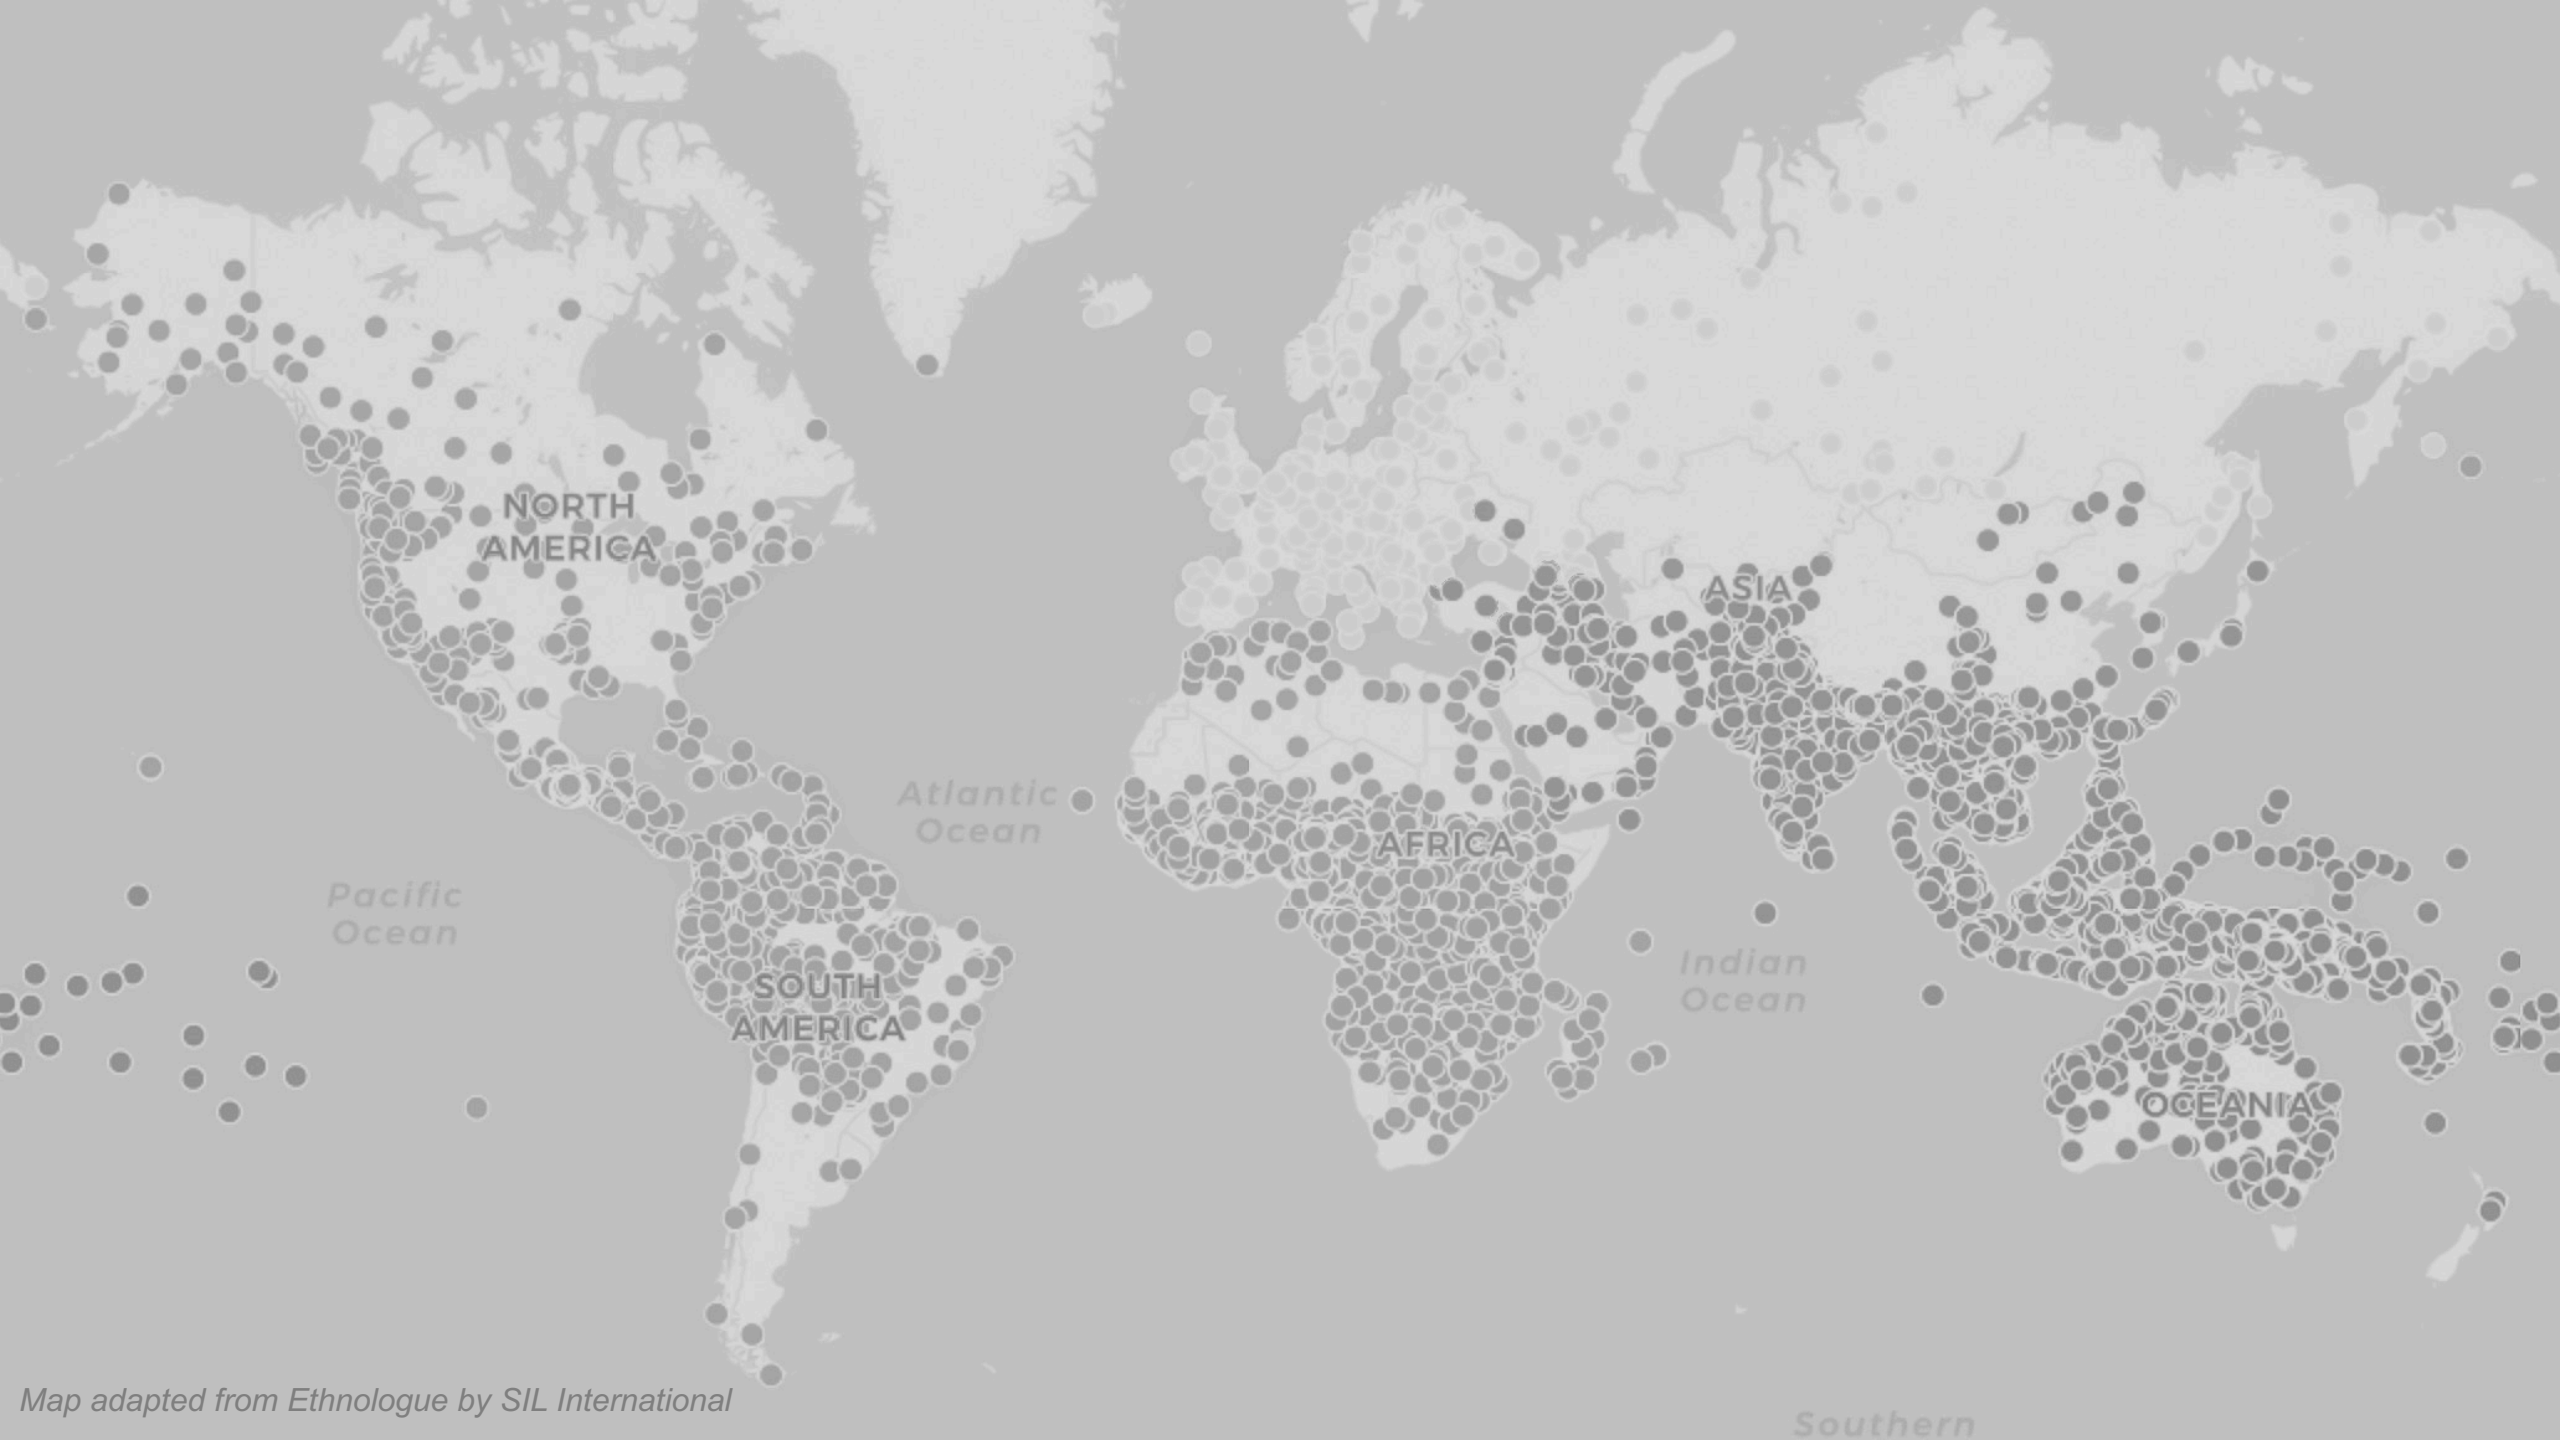 NORTH
AMERICA
ASIA
Atlantic
Ocean
AFRICA
Pacific
Ocean
Indian
Ocean
SOUTH
AMERICA
OCEANIA
Map adapted from Ethnologue by SIL International
Southern